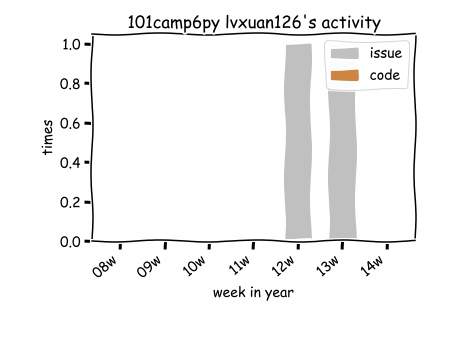 101camp6py lvxuan126's activity
issue
code
1.0
0.8
0.6
0.4
0.2
0.0
times
08w 09w 10w 11w 12w 13w 14w
week in year